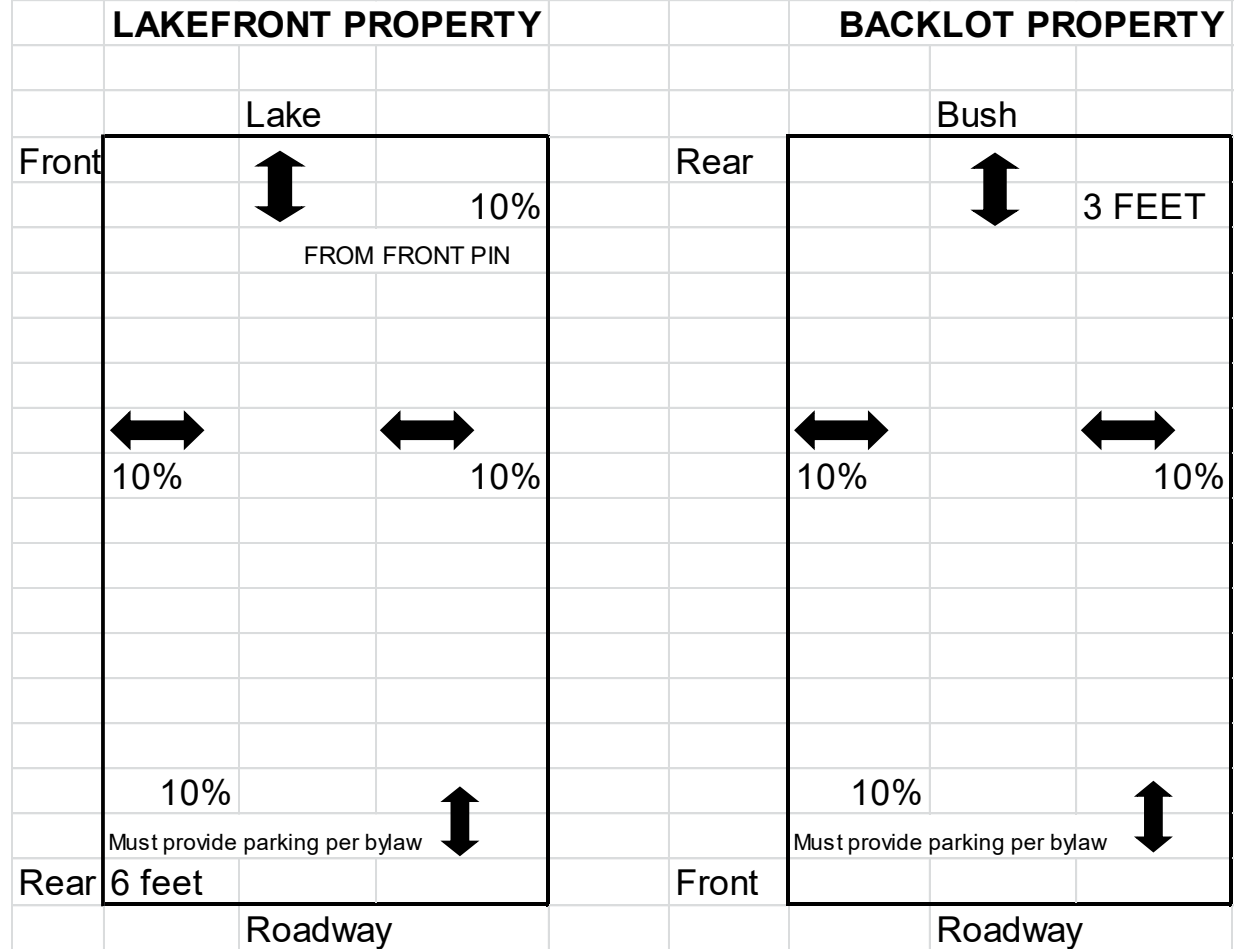 LAKEFRONT PROPERTY
Lake
Front
10%
FROM FRONT PIN
10%
10%
10%
Must provide parking per bylaw
Rear
6 feet
Roadway
BACKLOT PROPERTY
Bush
Rear
3 FEET
10%
10%
10%
Must provide parking per bylaw
Front
Roadway